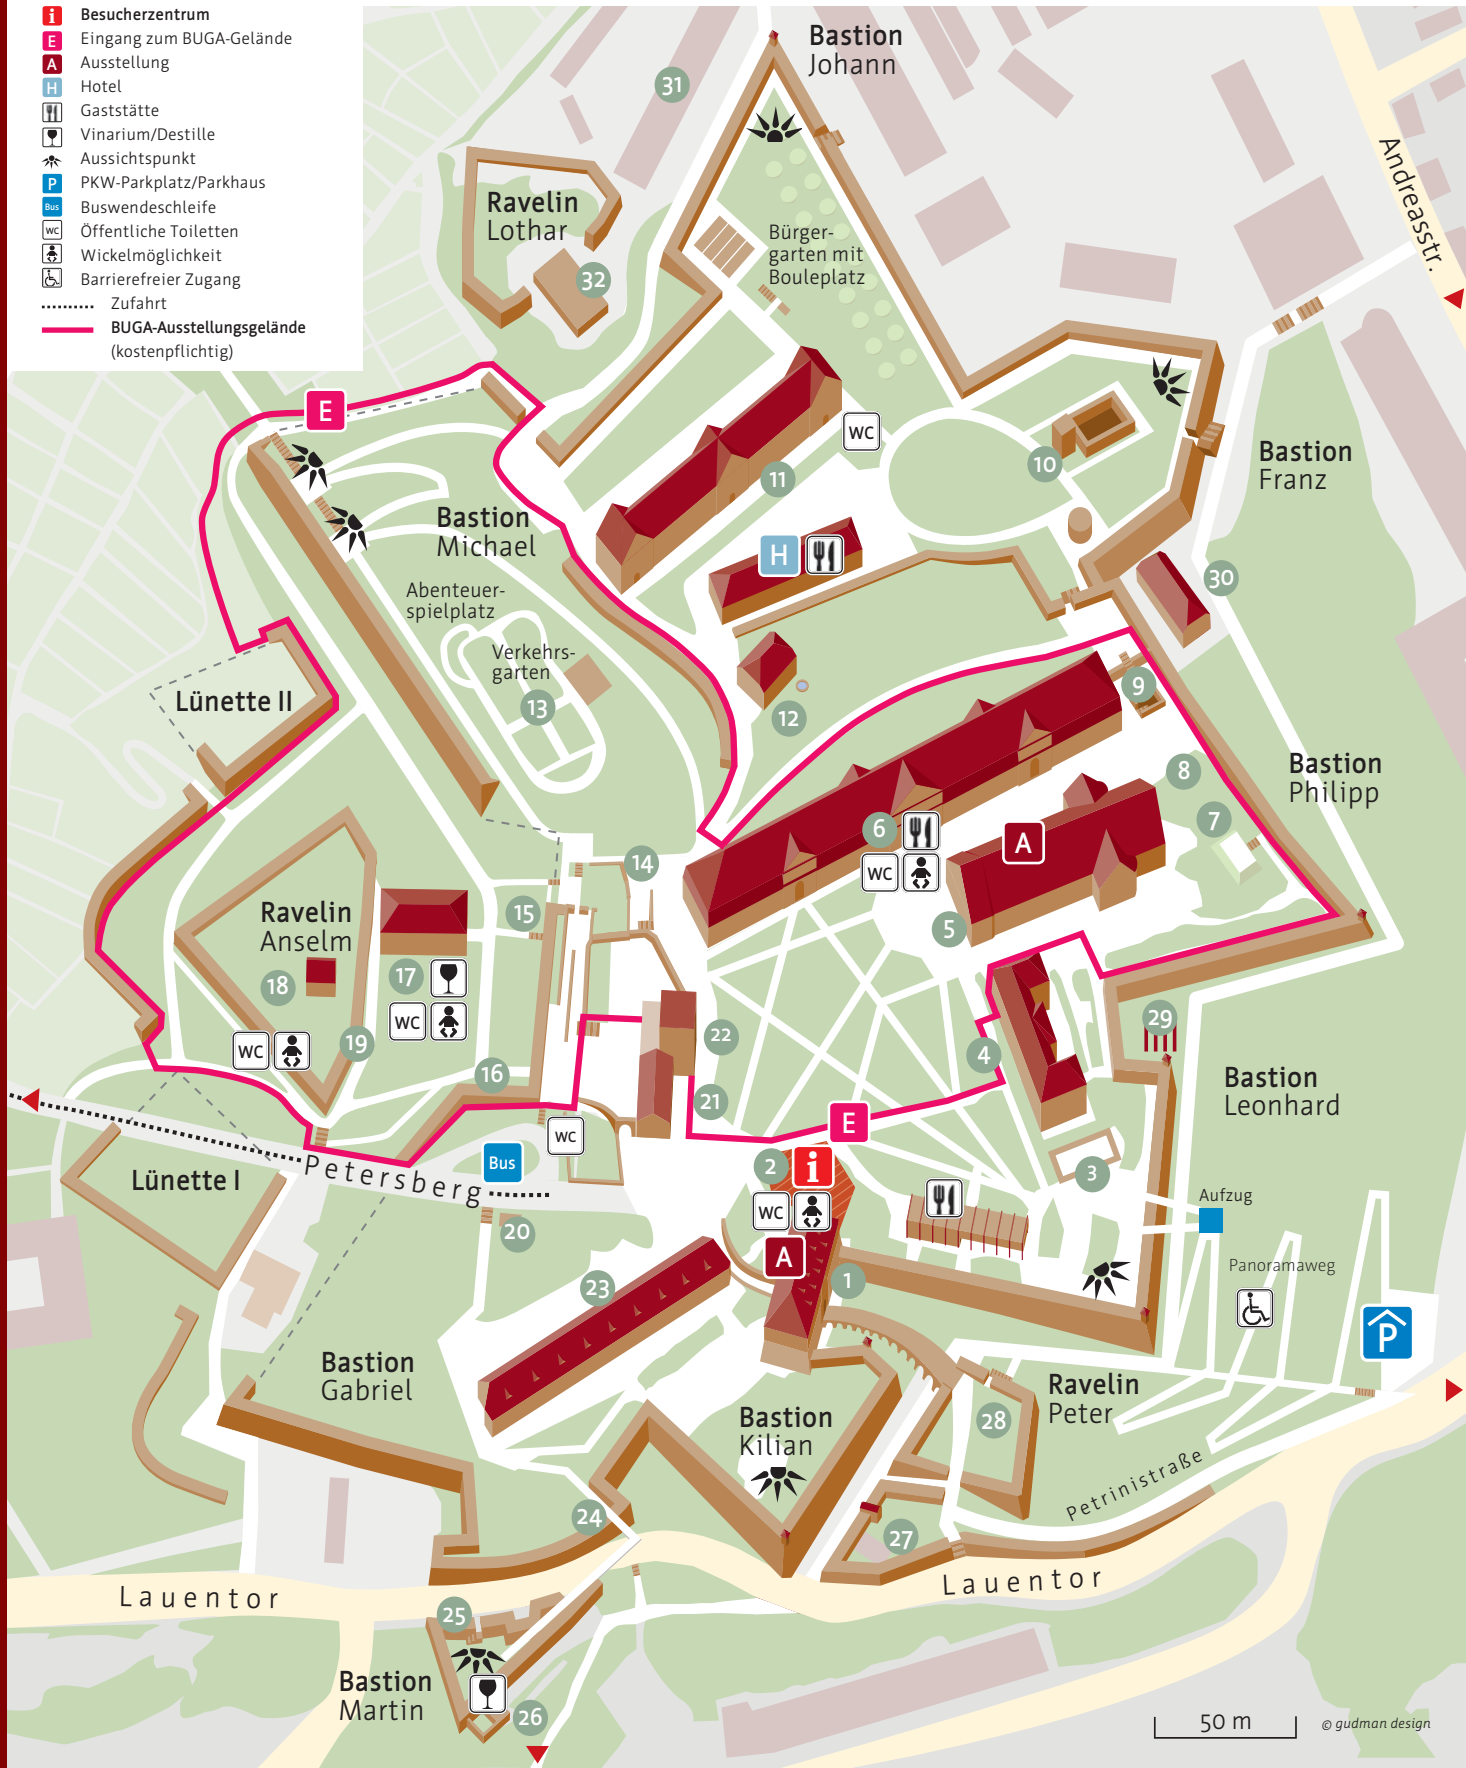 i Besucherzentrum
E Eingang zum BUGA-Gelände
A Ausstellung
H Hotel
Gaststätte
Vinarium/Destille
Aussichtspunkt
P PKW-Parkplatz/Parkhaus
Bus Buswendeschleife
WC Öffentliche Toiletten
Wickelmöglichkeit
Barrierefreier Zugang
Zufahrt
BUGA-Ausstellungsgelände
(kostenpflichtig)
Bastion
Johann
31
Andreasstr.
Ravelin
Lothar
32
Bürger-
garten mit
Bouleplatz
E
WC
10
Bastion
Franz
11
Bastion
Michael
H
30
Abenteuer-
spielplatz
Verkehrs-
garten
13
Lünette II
12
9
8
Bastion
Philipp
7
6
A
WC
14
15
5
Ravelin
Anselm
18
17
WC
WC
19
16
22
29
4
21
Bastion
Leonhard
E
WC
Bus
Petersberg
Lünette I
2
i
3
WC
Aufzug
20
A
1
23
Panoramaweg
P
Bastion
Gabriel
Ravelin
Peter
28
Bastion
Kilian
Petrinistraße
24
27
Lauentor
Lauentor
25
Bastion
Martin
26
50 m
© gudman design